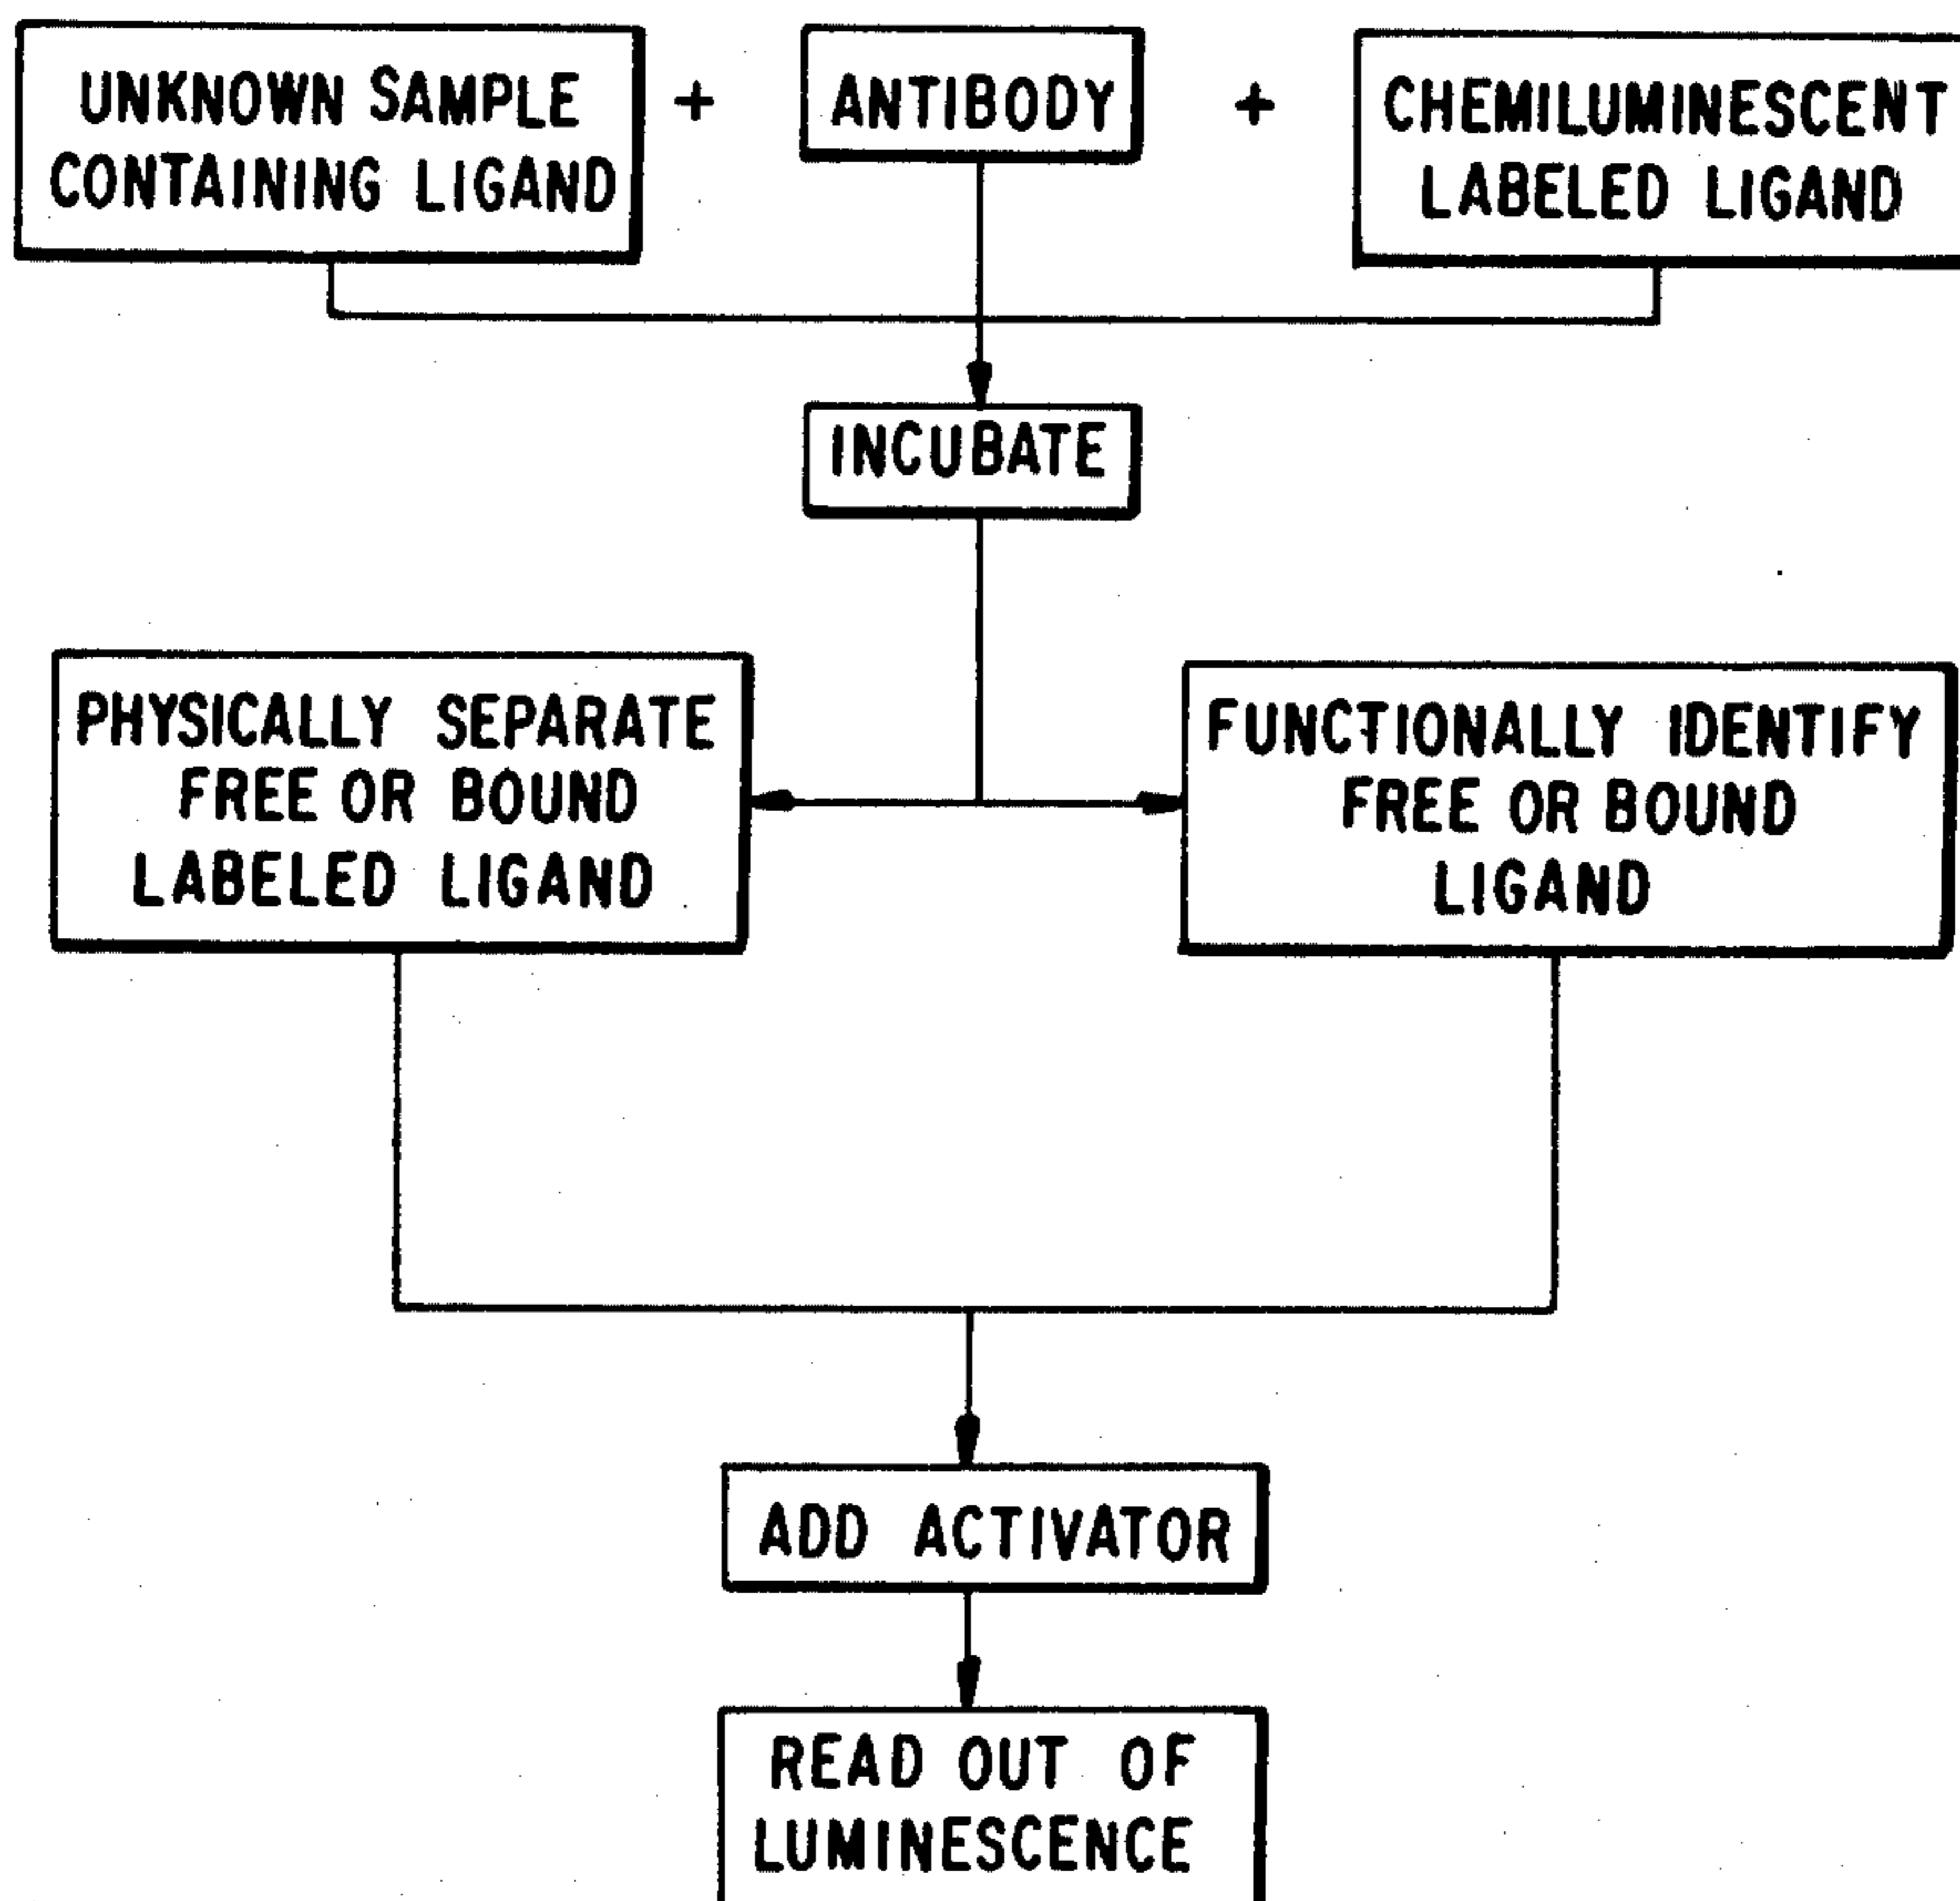 UNKNOWN SAMPLE
CONTAINING LIGAND
+
ANTIBODY
+
CHEMILUMINESCENT
LABELED LIGAND
INCUBATE
PHYSICALLY SEPARATE
FREE OR BOUND
LABELED LIGAND
FUNCTIONALLY IDENTIFY
FREE OR BOUND
LIGAND
ADD ACTIVATOR
READ OUT OF
LUMINESCENCE